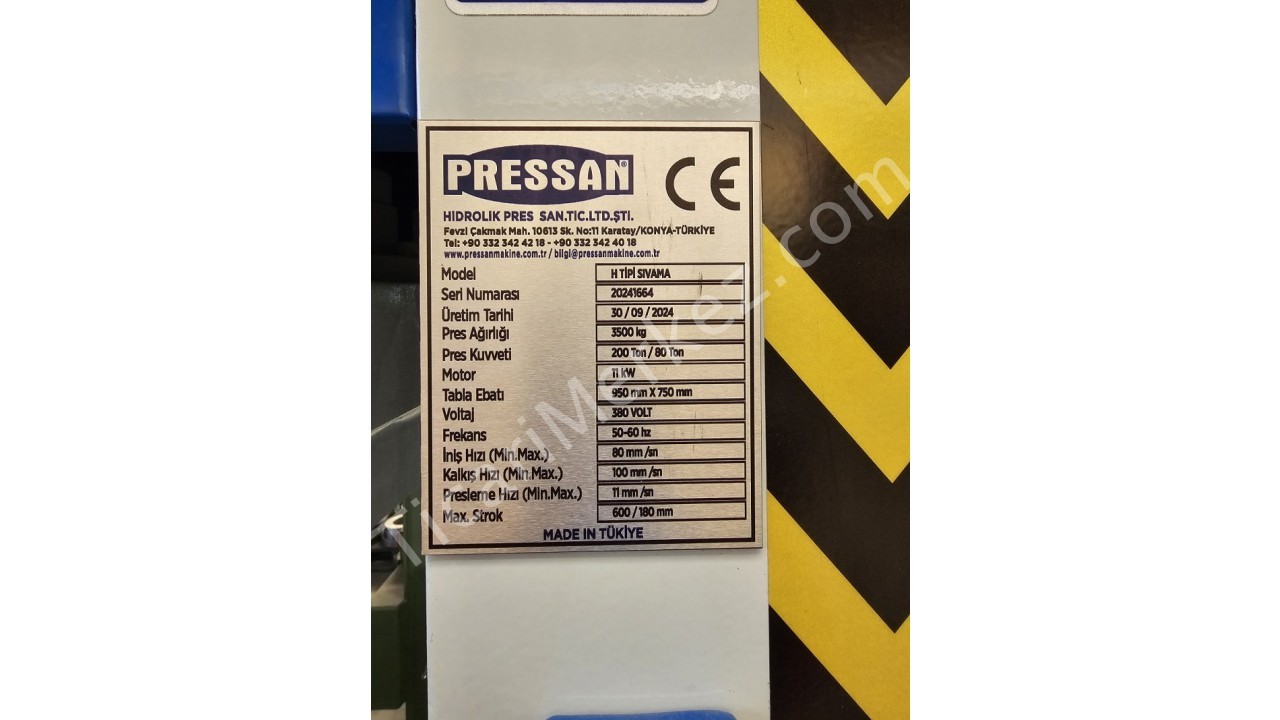 PRESSAN®
CE
HIDROLIK PRES SAN.TIC.LTD.ŞTI.
Fevzi Çakmak Mah. 10613 Sk. No:11 Karatay/KONYA-TÜRKİYE
Tel: +90 332 342 42 18 - +90 332 342 40 18
www.pressanmakine.com.tr / bilgi@pressanmakine.com.tr
Model H TİPİ SIVAMA
Seri Numarası 20241664
Üretim Tarihi 30 / 09 / 2024
Pres Ağırlığı 3500 kg
Pres Kuvveti 200 Ton / 80 Ton
Motor 11 kW
Tabla Ebatı 950 mm X 750 mm
Voltaj 380 VOLT
Frekans 50-60 hz
İniş Hızı (Min.Max.) 80 mm /sn
Kalkış Hızı (Min.Max.) 100 mm /sn
Presleme Hızı (Min.Max.) 11 mm /sn
Max. Strok 600 / 180 mm
MADE IN TÜKİYE
TicariMerkez.com